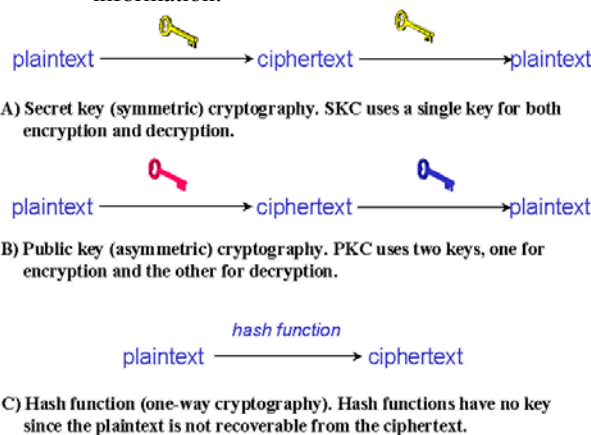 information.
plaintext ciphertext plaintext
A) Secret key (symmetric) cryptography. SKC uses a single key for both
encryption and decryption.
plaintext ciphertext plaintext
B) Public key (asymmetric) cryptography. PKC uses two keys, one for
encryption and the other for decryption.
hash function
plaintext ciphertext
C) Hash function (one-way cryptography). Hash functions have no key
since the plaintext is not recoverable from the ciphertext.